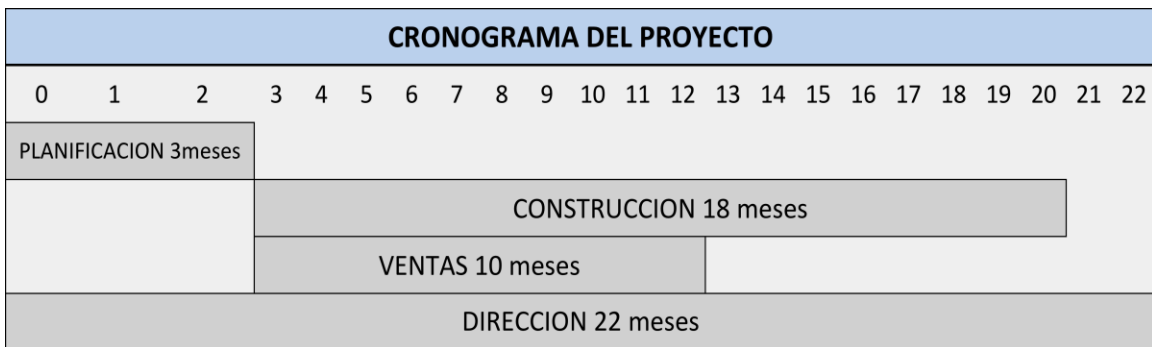 CRONOGRAMA DEL PROYECTO
0 1 2 3 4 5 6 7 8 9 10 11 12 13 14 15 16 17 18 19 20 21 22
PLANIFICACION 3meses
CONSTRUCCION 18 meses
VENTAS 10 meses
DIRECCION 22 meses